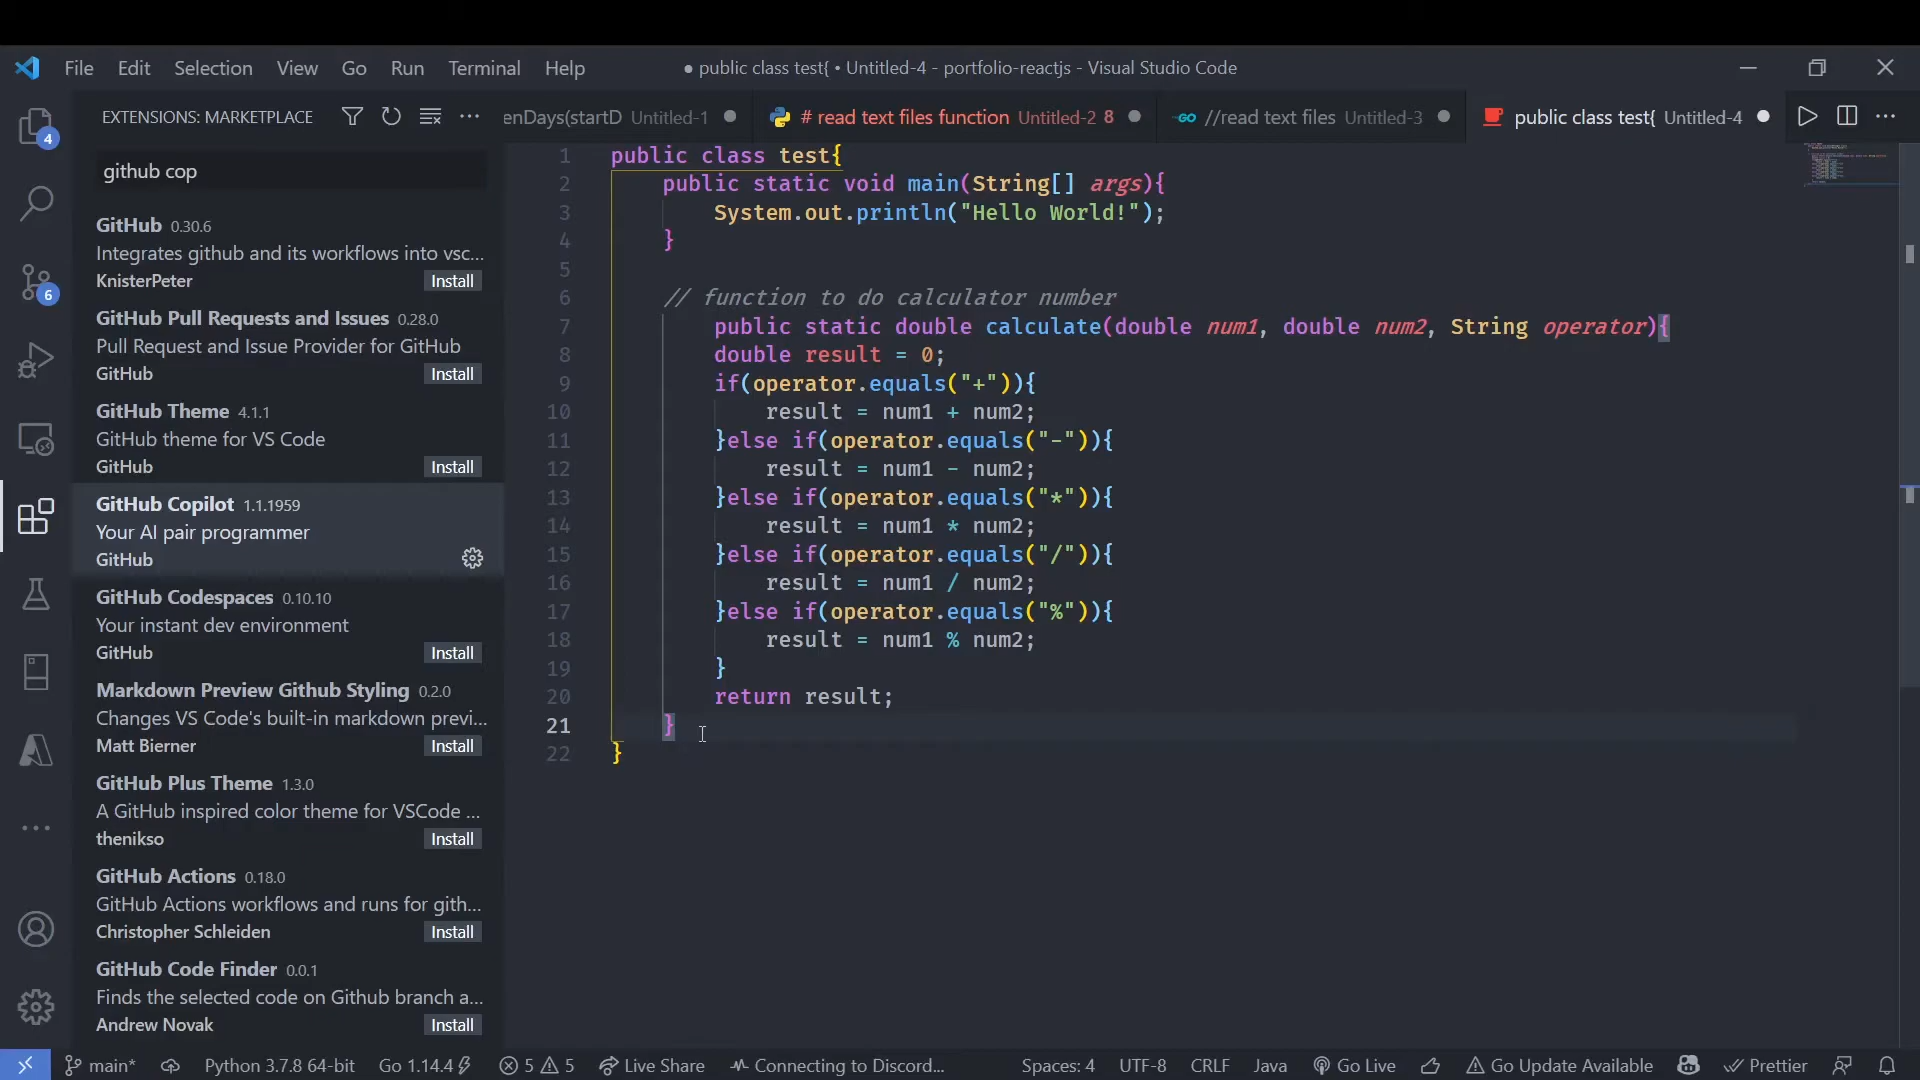 File Edit Selection View Go Run Terminal Help
● public class test{ • Untitled-4 - portfolio-reactjs - Visual Studio Code
EXTENSIONS: MARKETPLACE
enDays(startD Untitled-1
# read text files function Untitled-2 8
GO //read text files Untitled-3
public class test{ Untitled-4
4
6
github cop
GitHub 0.30.6
Integrates github and its workflows into vsc...
KnisterPeter Install
GitHub Pull Requests and Issues 0.28.0
Pull Request and Issue Provider for GitHub
GitHub Install
GitHub Theme 4.1.1
GitHub theme for VS Code
GitHub Install
GitHub Copilot 1.1.1959
Your AI pair programmer
GitHub
GitHub Codespaces 0.10.10
Your instant dev environment
GitHub Install
Markdown Preview Github Styling 0.2.0
Changes VS Code's built-in markdown previ...
Matt Bierner Install
GitHub Plus Theme 1.3.0
A GitHub inspired color theme for VSCode ...
thenikso Install
GitHub Actions 0.18.0
GitHub Actions workflows and runs for gith...
Christopher Schleiden Install
GitHub Code Finder 0.0.1
Finds the selected code on Github branch a...
Andrew Novak Install
1 public class test{
2 public static void main(String[] args){
3 System.out.println("Hello World!");
4 }
5
6 // function to do calculator number
7 public static double calculate(double num1, double num2, String operator){
8 double result = 0;
9 if(operator.equals("+")){
10 result = num1 + num2;
11 }else if(operator.equals("-")){
12 result = num1 - num2;
13 }else if(operator.equals("*")){
14 result = num1 * num2;
15 }else if(operator.equals("/")){
16 result = num1 / num2;
17 }else if(operator.equals("%")){
18 result = num1 % num2;
19 }
20 return result;
21 }
22 }
main* Python 3.7.8 64-bit Go 1.14.4 5 5 Live Share Connecting to Discord... Spaces: 4 UTF-8 CRLF Java Go Live Go Update Available Prettier